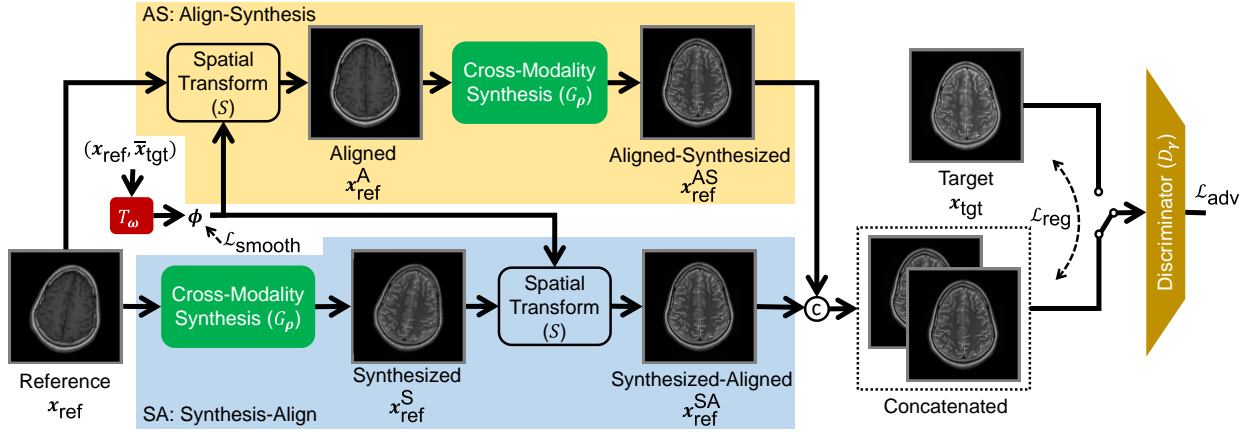 AS: Align-Synthesis
Spatial
Transform
(S)
Aligned
x_ref^A
Cross-Modality
Synthesis (G_ρ)
Aligned-Synthesized
x_ref^AS
(x_ref, x̄_tgt)
T_ω
ϕ
ℒ_smooth
Reference
x_ref
Cross-Modality
Synthesis (G_ρ)
Synthesized
x_ref^S
Spatial
Transform
(S)
Synthesized-Aligned
x_ref^SA
SA: Synthesis-Align
C
Target
x_tgt
ℒ_reg
Concatenated
Discriminator (D_γ)
ℒ_adv